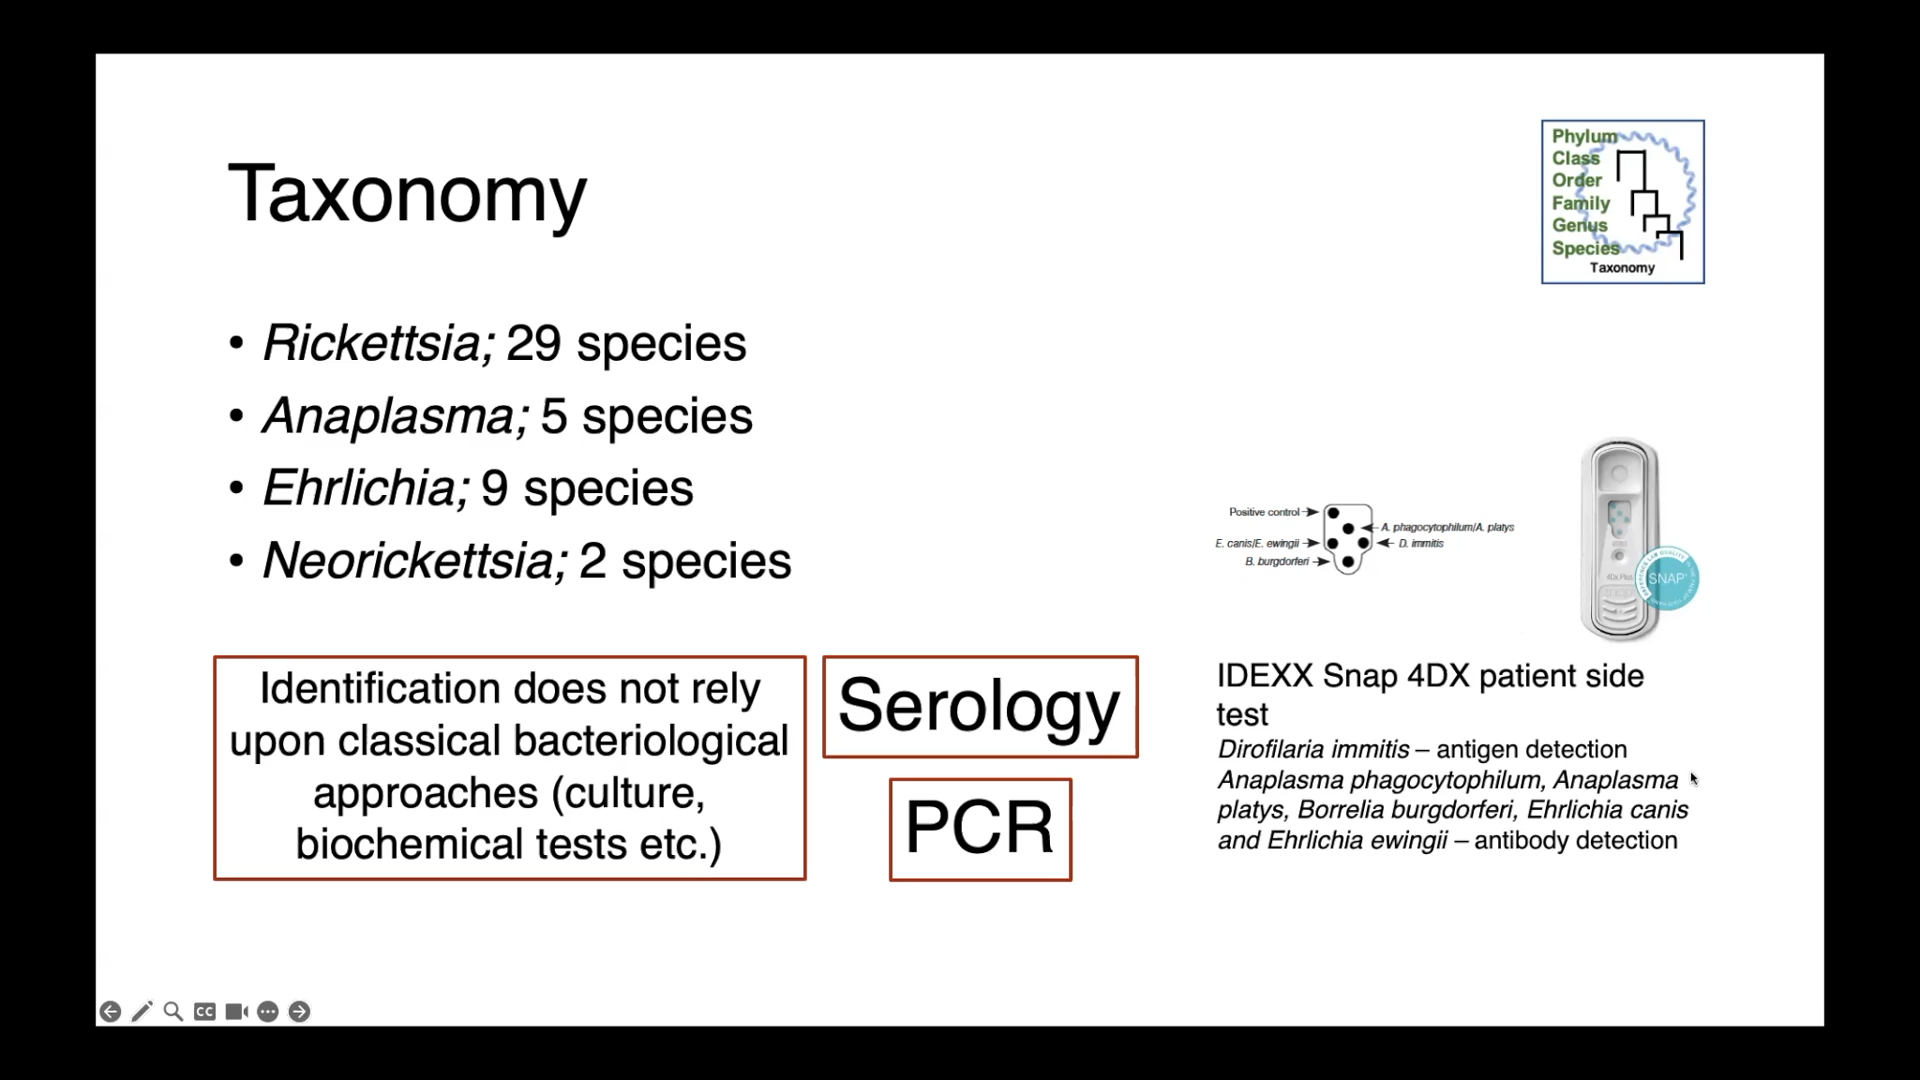 Taxonomy
Phylum
Class
Order
Family
Genus
Species
Taxonomy
• Rickettsia; 29 species
• Anaplasma; 5 species
• Ehrlichia; 9 species
• Neorickettsia; 2 species
Positive control
A. phagocytophilum/A. platys
E. canis/E. ewingii
D. immitis
B. burgdorferi
4Dx Plus
SNAP
Identification does not rely
upon classical bacteriological
approaches (culture,
biochemical tests etc.)
Serology
PCR
IDEXX Snap 4DX patient side
test
Dirofilaria immitis – antigen detection
Anaplasma phagocytophilum, Anaplasma
platys, Borrelia burgdorferi, Ehrlichia canis
and Ehrlichia ewingii – antibody detection
CC